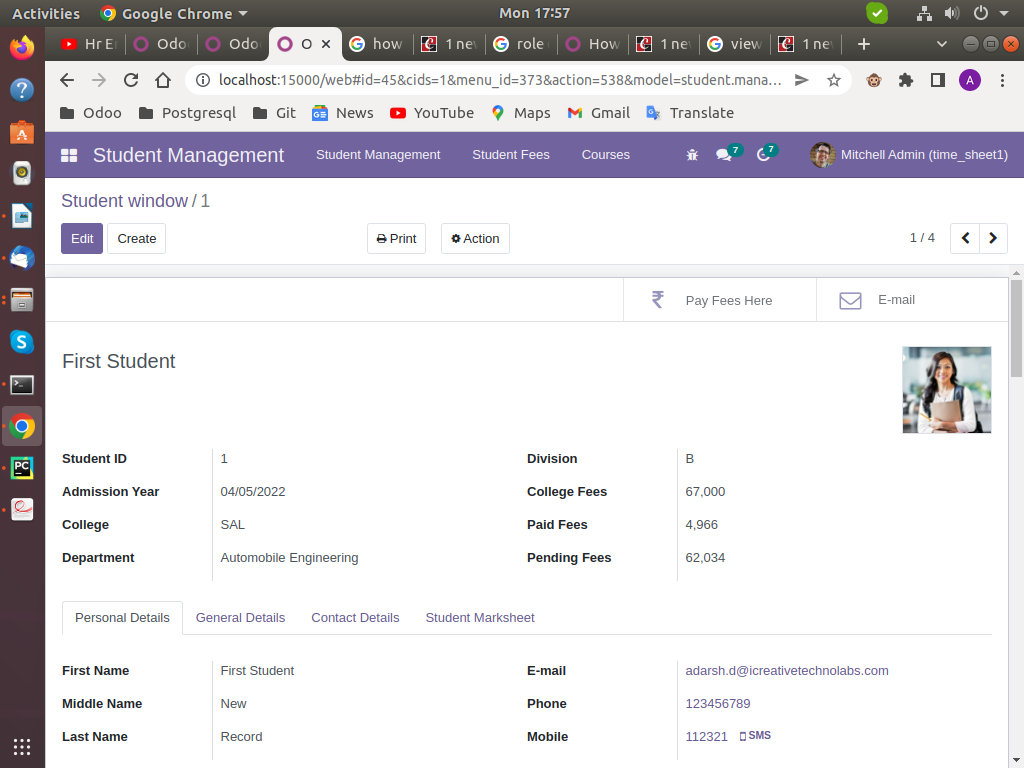 Activities Google Chrome Mon 17:57
Hr E Odo Odo O how 1 ne role How 1 ne view 1 ne
localhost:15000/web#id=45&cids=1&menu_id=373&action=538&model=student.mana... A
Odoo Postgresql Git News YouTube Maps Gmail Translate
Student Management Student Management Student Fees Courses 7 7 Mitchell Admin (time_sheet1)
Student window / 1
Edit Create Print Action 1 / 4
₹ Pay Fees Here E-mail
First Student
Student ID 1 Division B
Admission Year 04/05/2022 College Fees 67,000
College SAL Paid Fees 4,966
Department Automobile Engineering Pending Fees 62,034
Personal Details General Details Contact Details Student Marksheet
First Name First Student E-mail adarsh.d@icreativetechnolabs.com
Middle Name New Phone 123456789
Last Name Record Mobile 112321 SMS